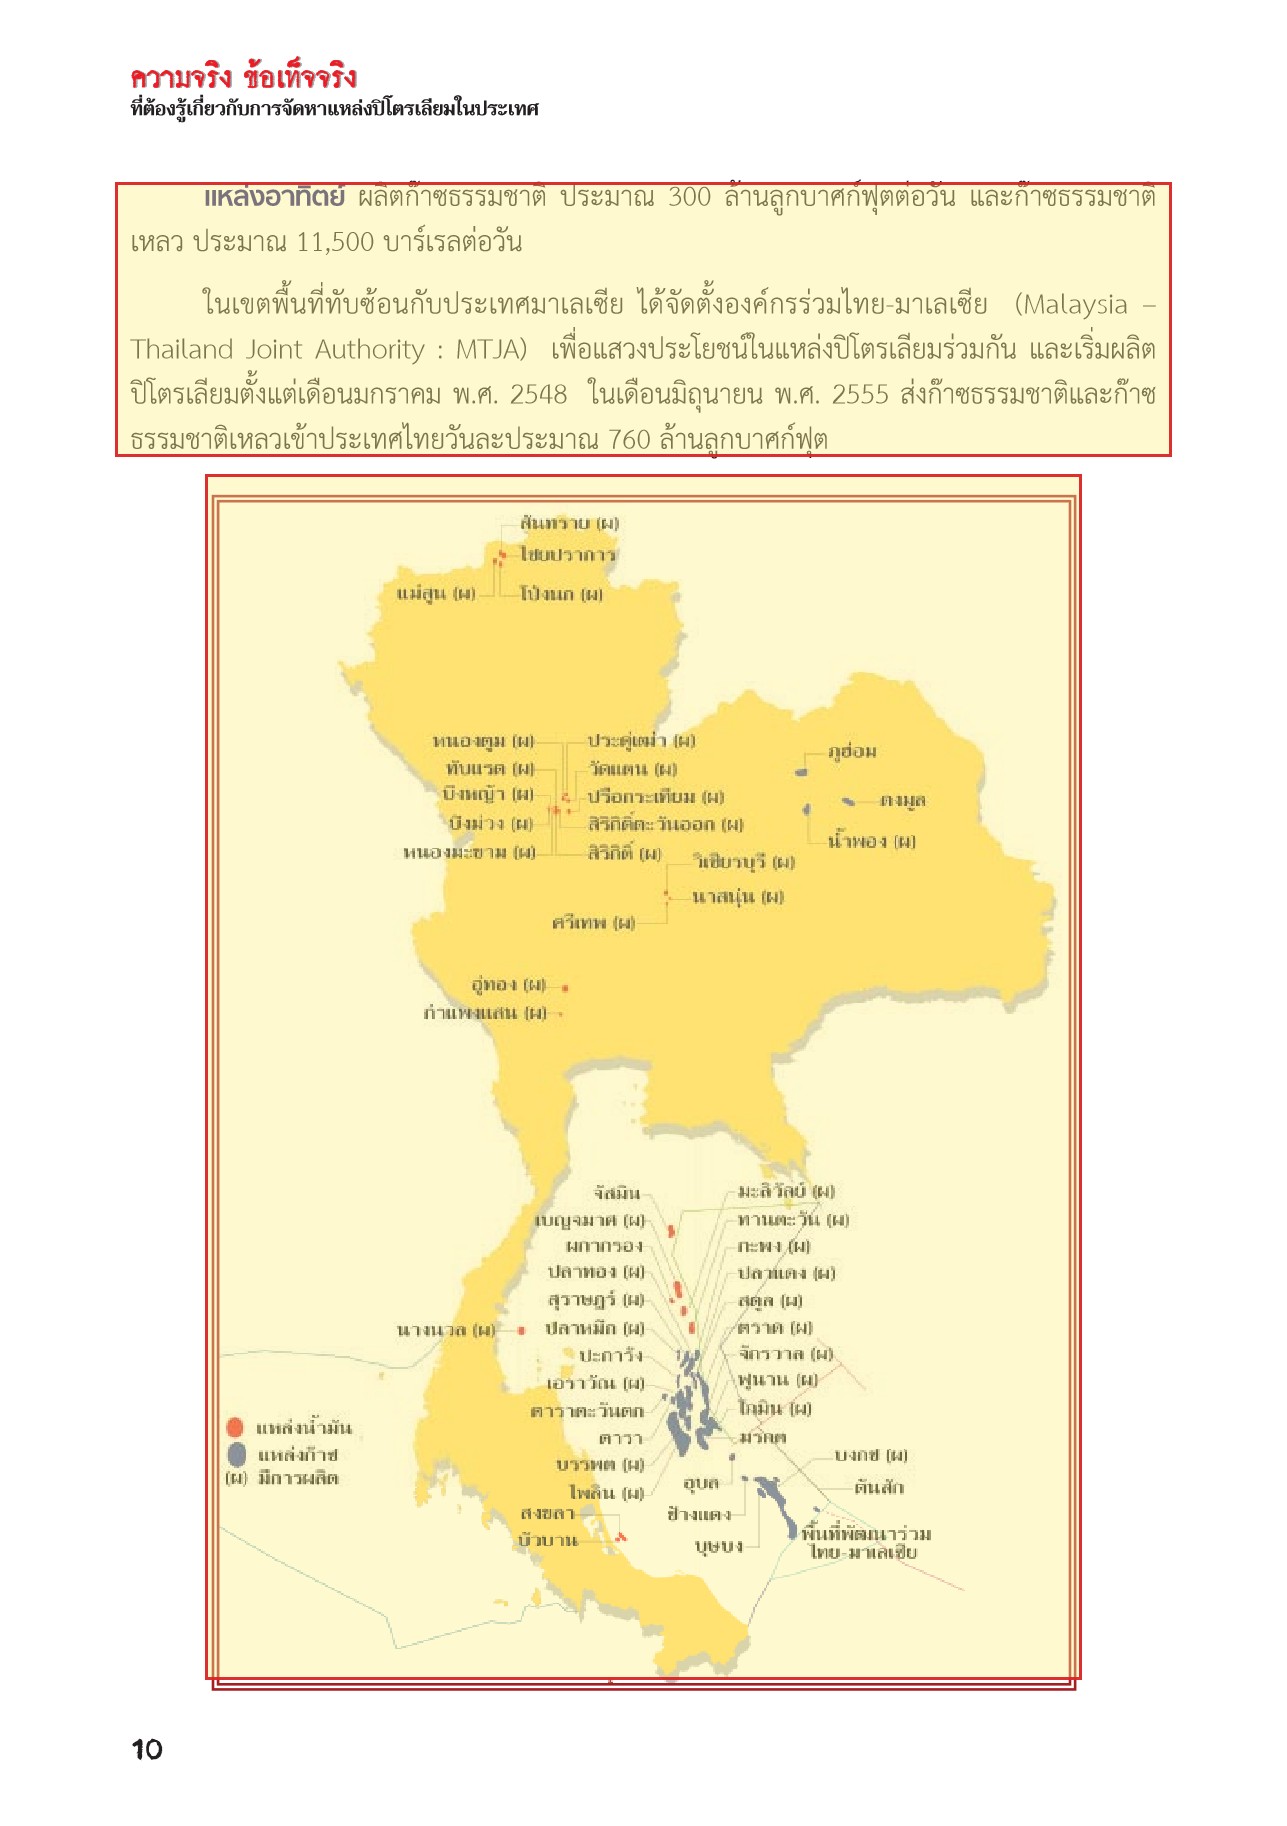 ความจริง ข้อเท็จจริง
ที่ต้องรู้เกี่ยวกับการจัดหาแหล่งปิโตรเลียมในประเทศ
แหล่งอาทิตย์ ผลิตก๊าซธรรมชาติ ประมาณ 300 ล้านลูกบาศก์ฟุตต่อวัน และก๊าซธรรมชาติ
เหลว ประมาณ 11,500 บาร์เรลต่อวัน
ในเขตพื้นที่ทับซ้อนกับประเทศมาเลเซีย ได้จัดตั้งองค์กรร่วมไทย-มาเลเซีย (Malaysia –
Thailand Joint Authority : MTJA) เพื่อแสวงประโยชน์ในแหล่งปิโตรเลียมร่วมกัน และเริ่มผลิต
ปิโตรเลียมตั้งแต่เดือนมกราคม พ.ศ. 2548 ในเดือนมิถุนายน พ.ศ. 2555 ส่งก๊าซธรรมชาติและก๊าซ
ธรรมชาติเหลวเข้าประเทศไทยวันละประมาณ 760 ล้านลูกบาศก์ฟุต
สันทราย (ผ)
ไชยปราการ
แม่สูน (ผ)
โป่งนก (ผ)
หนองตูม (ผ)
ประดู่เฒ่า (ผ)
ทับแรต (ผ)
วัดแตน (ผ)
บึงหญ้า (ผ)
ปรือกระเทียม (ผ)
บึงม่วง (ผ)
สิริกิติ์ตะวันออก (ผ)
หนองมะขาม (ผ)
สิริกิติ์ (ผ)
ภูฮ่อม
ดงมูล
น้ำพอง (ผ)
วิเชียรบุรี (ผ)
นาสนุ่น (ผ)
ศรีเทพ (ผ)
อู่ทอง (ผ)
กำแพงแสน (ผ)
จัสมิน
มะลิวัลย์ (ผ)
เบญจมาศ (ผ)
ทานตะวัน (ผ)
ผกากรอง
กะพง (ผ)
ปลาทอง (ผ)
ปลาแดง (ผ)
สุราษฎร์ (ผ)
สตูล (ผ)
นางนวล (ผ)
ปลาหมึก (ผ)
ตราด (ผ)
ปะการัง
จักรวาล (ผ)
เอราวัณ (ผ)
ฟูนาน (ผ)
ดาราตะวันตก
โกมิน (ผ)
ดารา
มรกต
บรรพต (ผ)
บงกช (ผ)
ไพลิน (ผ)
อุบล
ต้นสัก
สงขลา
ช้างแดง
บัวบาน
บุษบง
พื้นที่พัฒนาร่วม
ไทย-มาเลเซีย
แหล่งน้ำมัน
แหล่งก๊าซ
(ผ) มีการผลิต
10